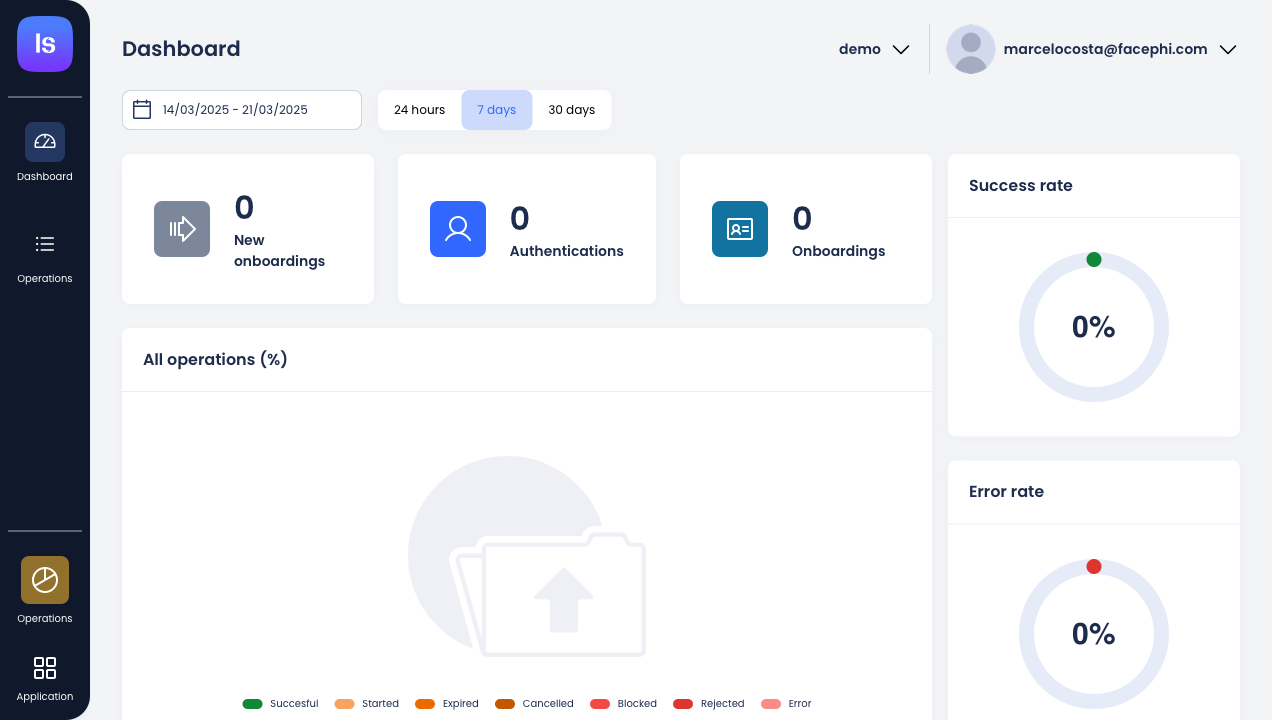 Is
Dashboard
demo
marcelocosta@facephi.com
14/03/2025 - 21/03/2025
24 hours
7 days
30 days
Dashboard
Operations
Operations
Application
0
New
onboardings
0
Authentications
0
Onboardings
Success rate
0%
All operations (%)
Succesful
Started
Expired
Cancelled
Blocked
Rejected
Error
Error rate
0%